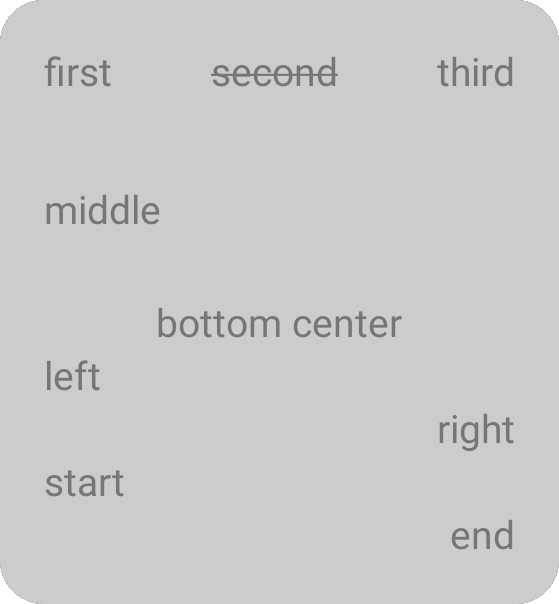 first second third
middle
bottom center
left
right
start
end